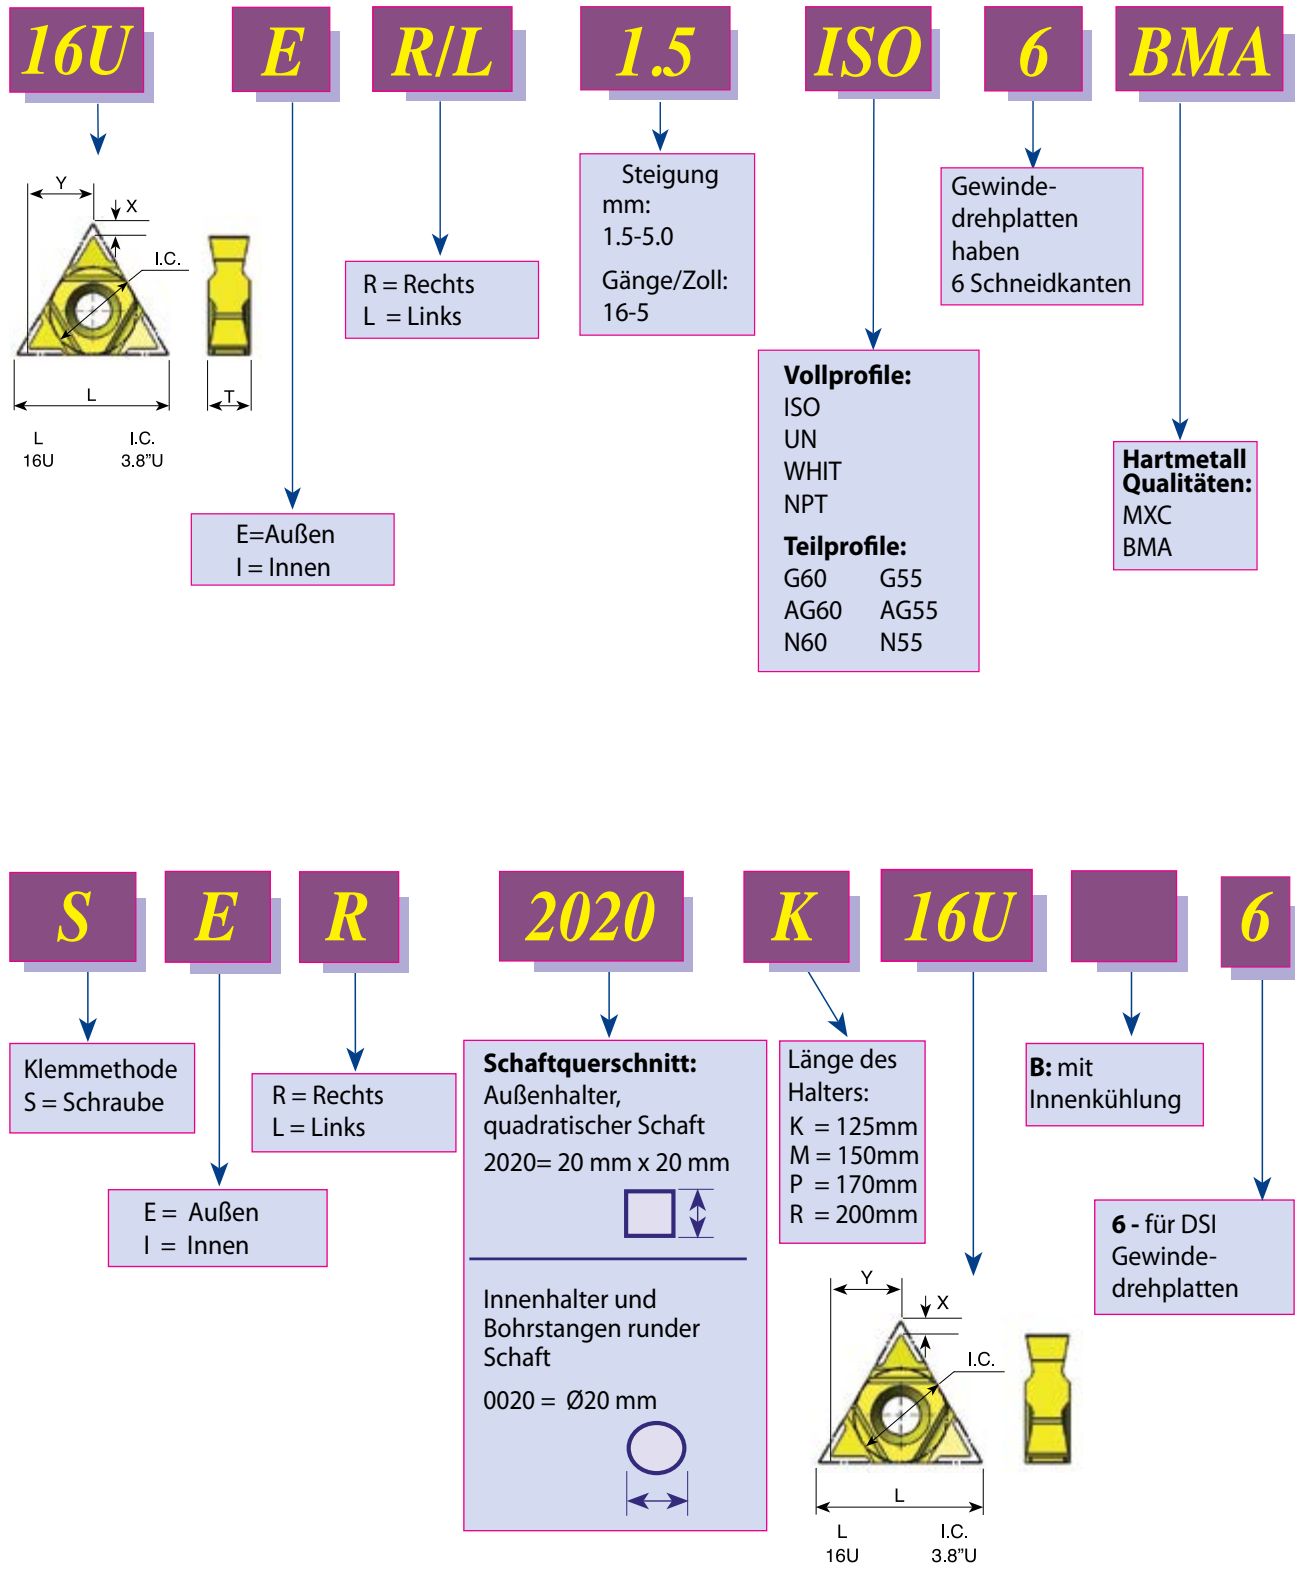 16U E R/L 1.5 ISO 6 BMA
Y
X
I.C.
L
T
L I.C.
16U 3.8”U
E=Außen
I = Innen
R = Rechts
L = Links
Steigung
mm:
1.5-5.0
Gänge/Zoll:
16-5
Vollprofile:
ISO
UN
WHIT
NPT
Teilprofile:
G60 G55
AG60 AG55
N60 N55
Gewinde-
drehplatten
haben
6 Schneidkanten
Hartmetall
Qualitäten:
MXC
BMA
S E R 2020 K 16U 6
Klemmethode
S = Schraube
E = Außen
I = Innen
R = Rechts
L = Links
Schaftquerschnitt:
Außenhalter,
quadratischer Schaft
2020= 20 mm x 20 mm
Innenhalter und
Bohrstangen runder
Schaft
0020 = Ø20 mm
Länge des
Halters:
K = 125mm
M = 150mm
P = 170mm
R = 200mm
Y
X
I.C.
L
L I.C.
16U 3.8”U
B: mit
Innenkühlung
6 - für DSI
Gewinde-
drehplatten